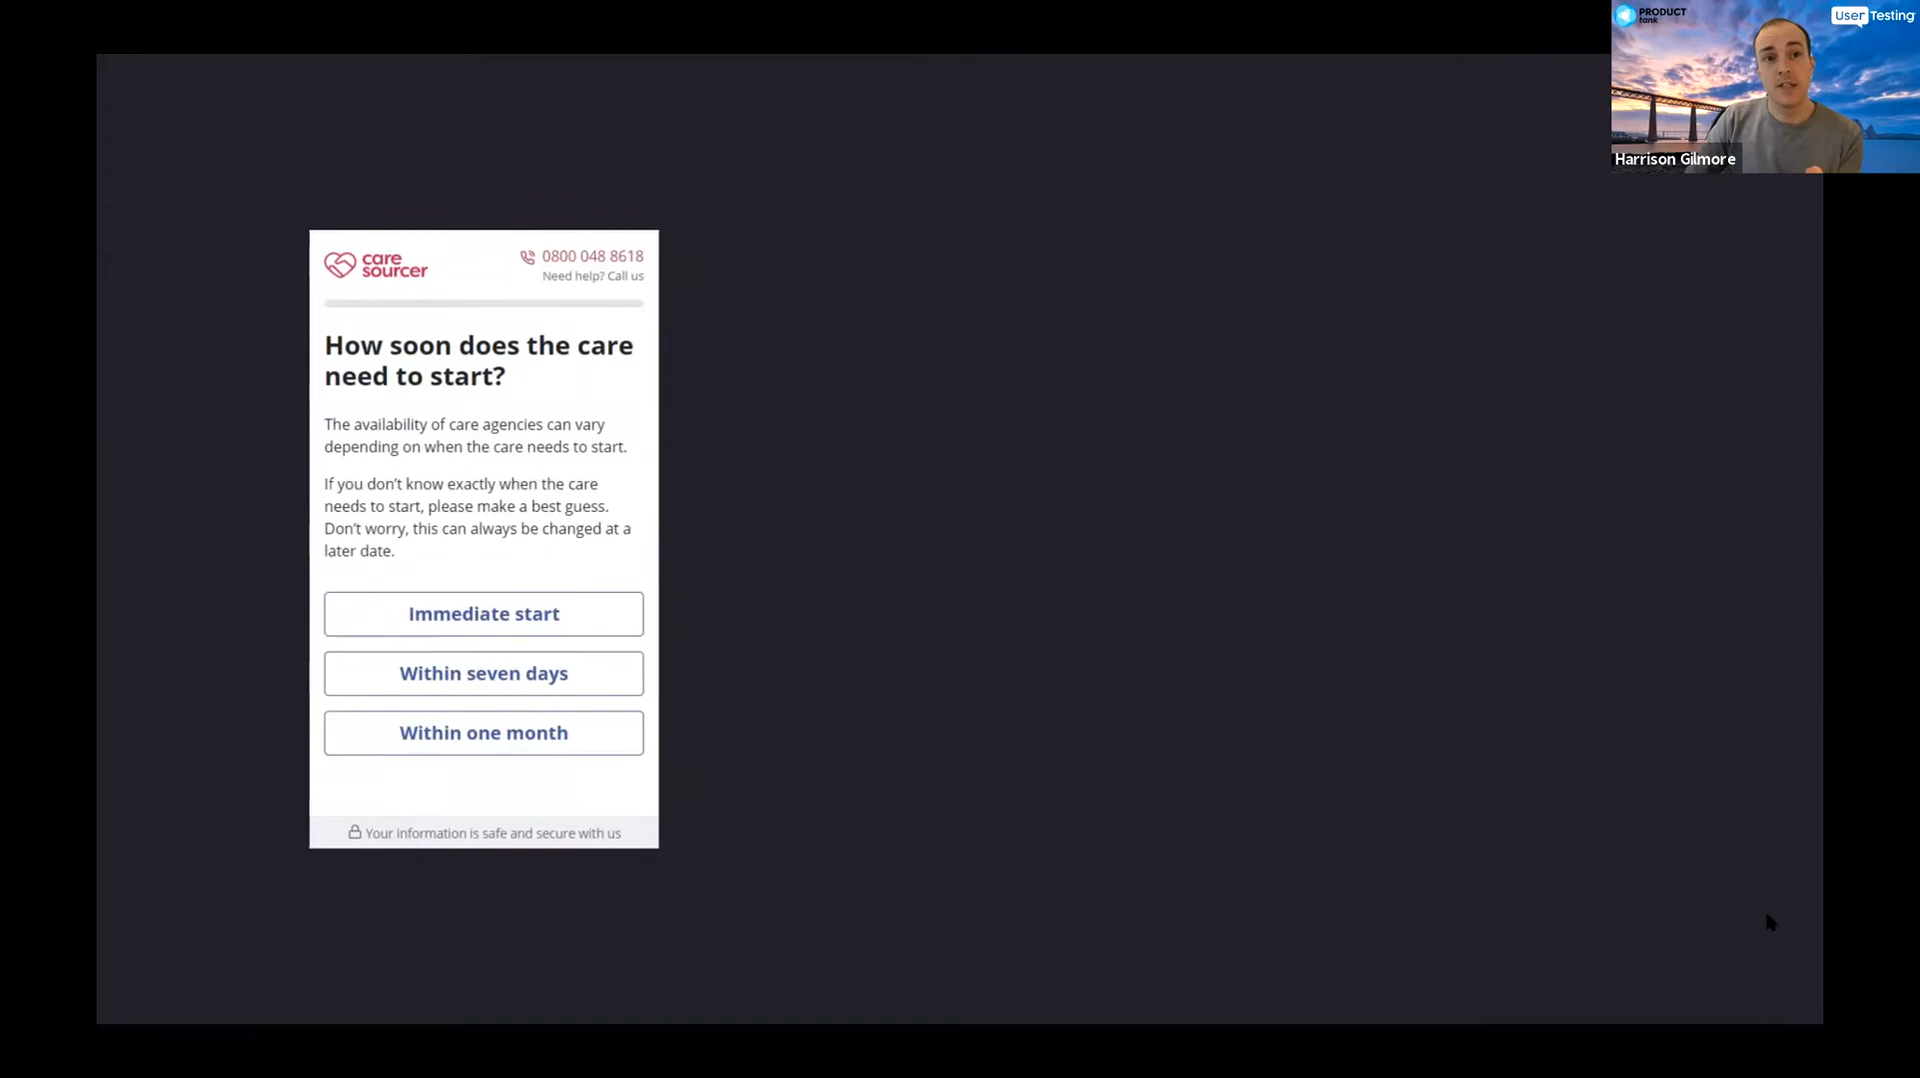 PRODUCT
tank
User Testing
Harrison Gilmore
care
sourcer
0800 048 8618
Need help? Call us
How soon does the care
need to start?
The availability of care agencies can vary
depending on when the care needs to start.
If you don't know exactly when the care
needs to start, please make a best guess.
Don't worry, this can always be changed at a
later date.
Immediate start
Within seven days
Within one month
Your information is safe and secure with us